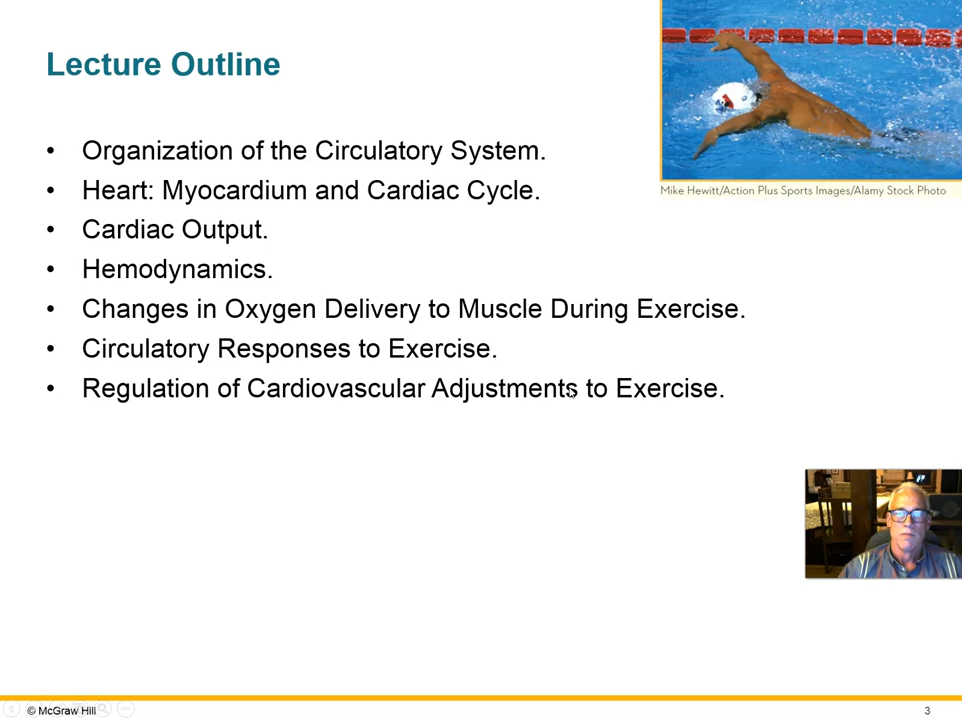 Lecture Outline
Mike Hewitt/Action Plus Sports Images/Alamy Stock Photo
• Organization of the Circulatory System.
• Heart: Myocardium and Cardiac Cycle.
• Cardiac Output.
• Hemodynamics.
• Changes in Oxygen Delivery to Muscle During Exercise.
• Circulatory Responses to Exercise.
• Regulation of Cardiovascular Adjustments to Exercise.
© McGraw Hill
3